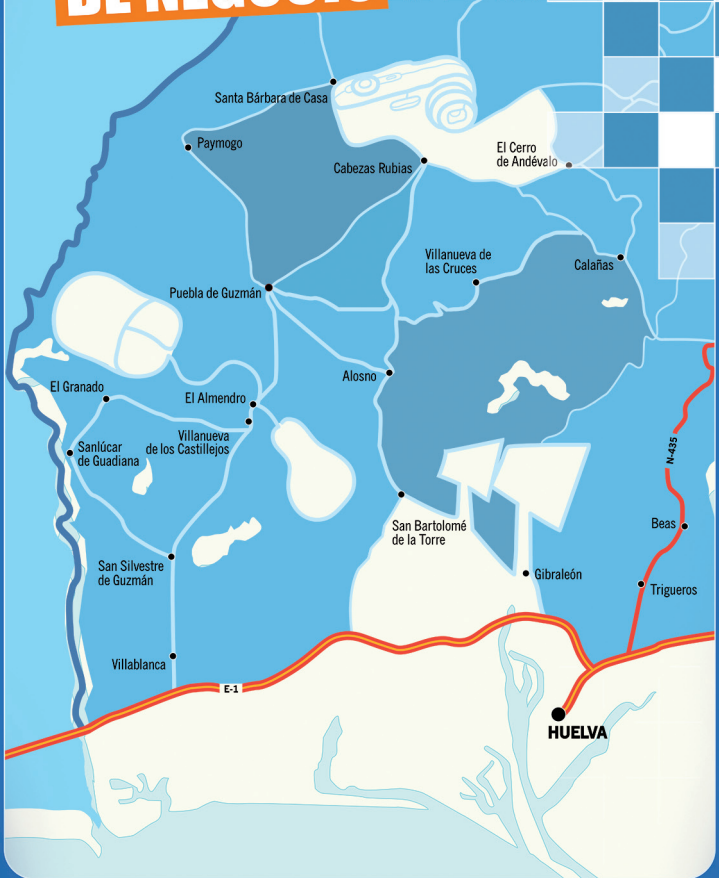 DE NEGOCIO
Santa Bárbara de Casa
Paymogo
Cabezas Rubias
El Cerro
de Andévalo
Villanueva de
las Cruces
Calañas
Puebla de Guzmán
Alosno
El Granado
El Almendro
Villanueva
de los Castillejos
Sanlúcar
de Guadiana
N-435
San Bartolomé
de la Torre
Beas
San Silvestre
de Guzmán
Gibraleón
Trigueros
Villablanca
E-1
HUELVA